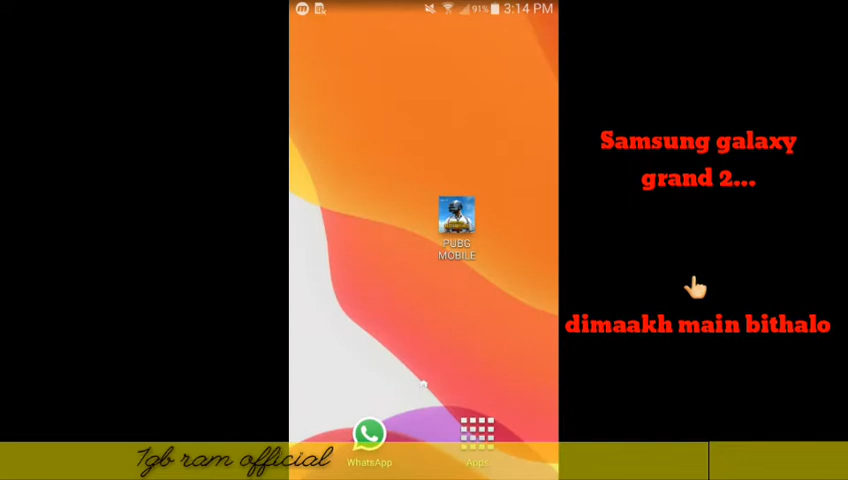 91% 3:14 PM
Samsung galaxy
grand 2...
PUBG
MOBILE
dimaakh main bithalo
1gb ram official
WhatsApp
Apps